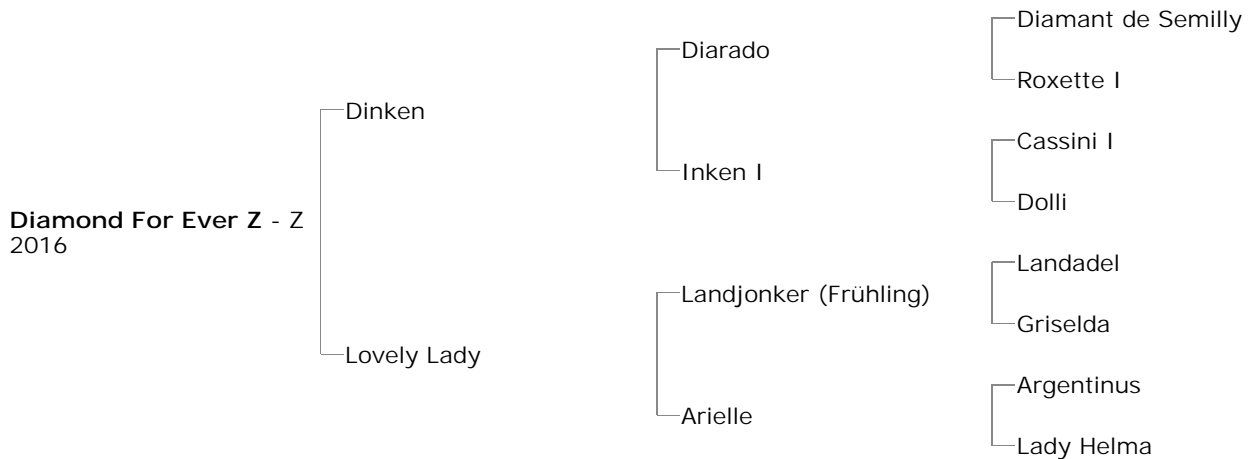 Diamant de Semilly
Diarado
Roxette I
Dinken
Cassini I
Inken I
Dolli
Diamond For Ever Z - Z
2016
Landadel
Landjonker (Frühling)
Griselda
Lovely Lady
Argentinus
Arielle
Lady Helma